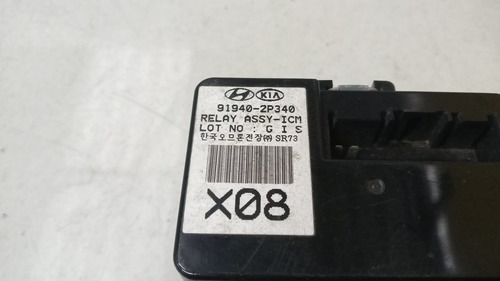 KIA
91940-2P340
RELAY ASSY-ICM
LOT NO : G I S
한국오므론전장㈜ SR73
X08